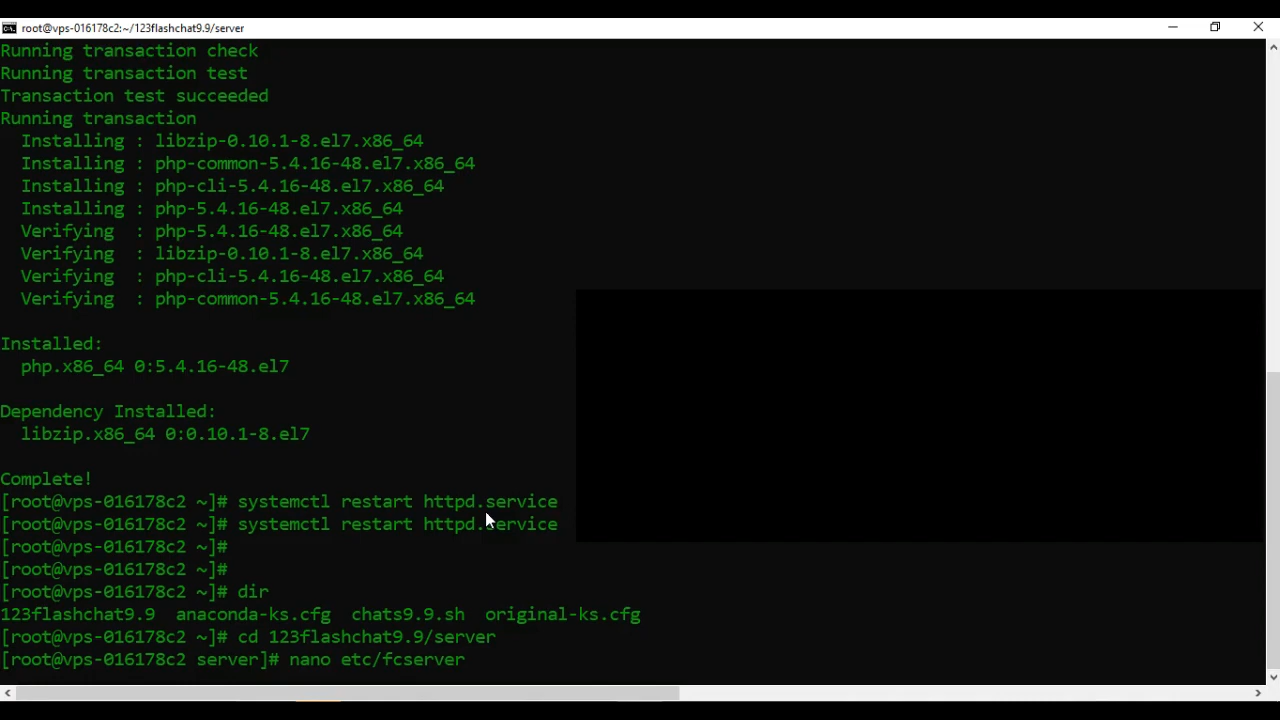 root@vps-016178c2:~/123flashchat9.9/server
Running transaction check
Running transaction test
Transaction test succeeded
Running transaction
  Installing : libzip-0.10.1-8.el7.x86_64
  Installing : php-common-5.4.16-48.el7.x86_64
  Installing : php-cli-5.4.16-48.el7.x86_64
  Installing : php-5.4.16-48.el7.x86_64
  Verifying  : php-5.4.16-48.el7.x86_64
  Verifying  : libzip-0.10.1-8.el7.x86_64
  Verifying  : php-cli-5.4.16-48.el7.x86_64
  Verifying  : php-common-5.4.16-48.el7.x86_64
Installed:
  php.x86_64 0:5.4.16-48.el7
Dependency Installed:
  libzip.x86_64 0:0.10.1-8.el7
Complete!
[root@vps-016178c2 ~]# systemctl restart httpd.service
[root@vps-016178c2 ~]# systemctl restart httpd.service
[root@vps-016178c2 ~]#
[root@vps-016178c2 ~]#
[root@vps-016178c2 ~]# dir
123flashchat9.9  anaconda-ks.cfg  chats9.9.sh  original-ks.cfg
[root@vps-016178c2 ~]# cd 123flashchat9.9/server
[root@vps-016178c2 server]# nano etc/fcserver